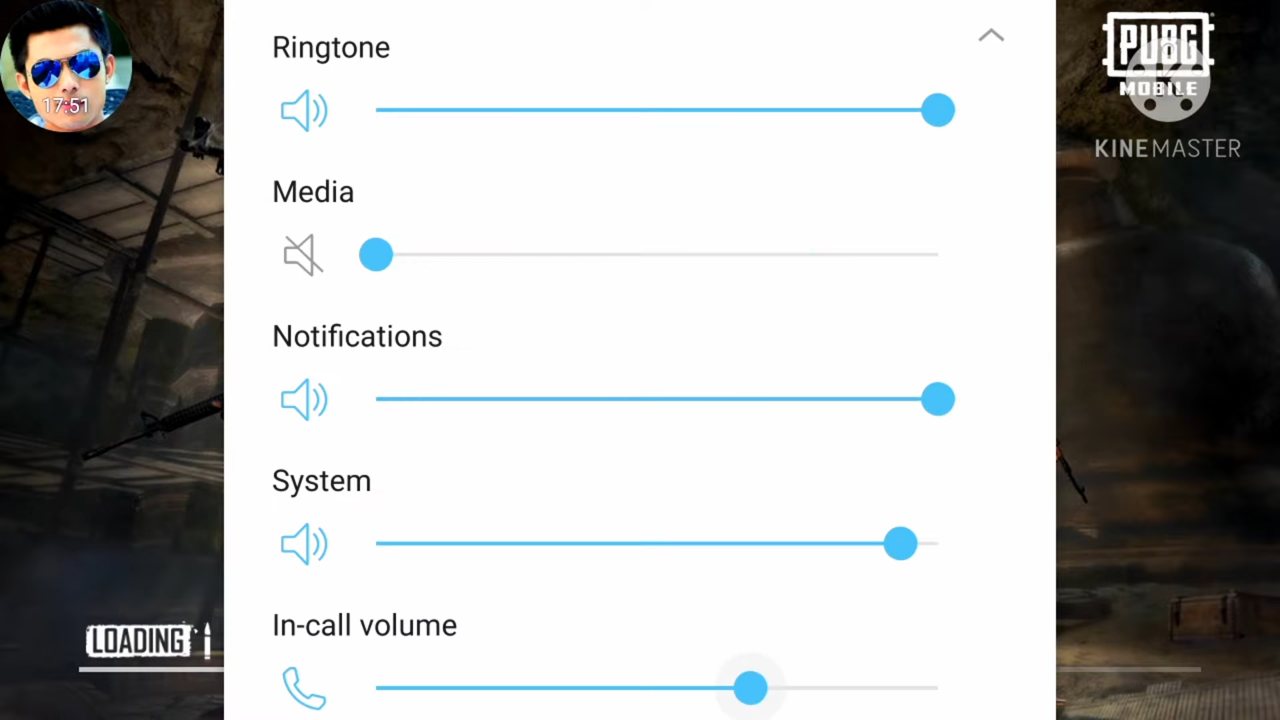 Ringtone
PUBG
MOBILE
17:51
KINEMASTER
Media
Notifications
System
In-call volume
LOADING